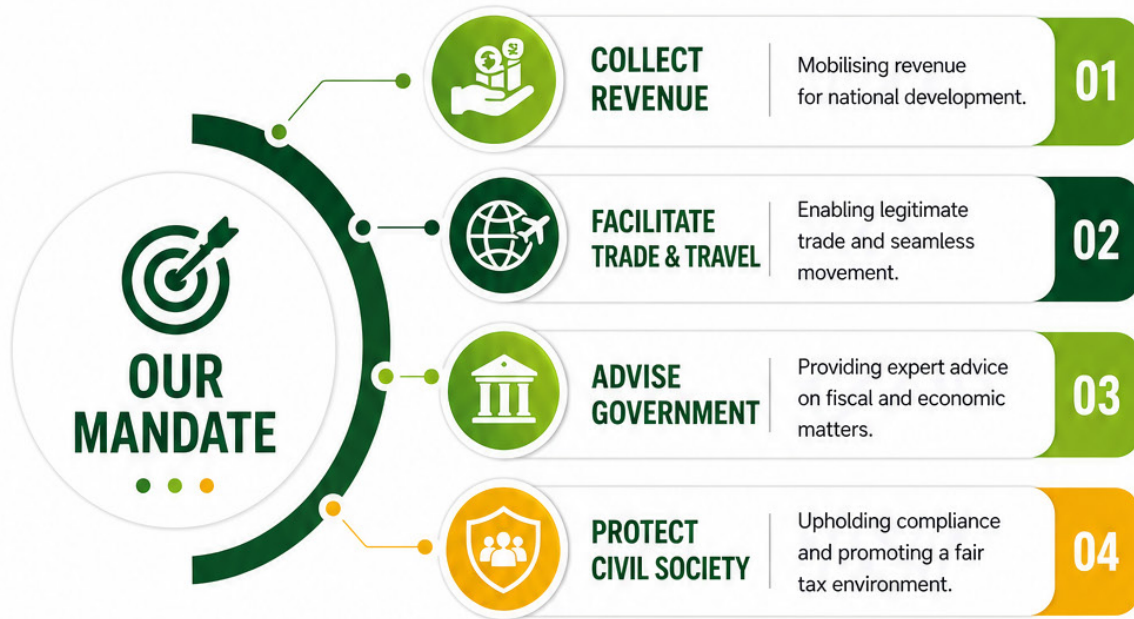 OUR
MANDATE
COLLECT
REVENUE
Mobilising revenue
for national development.
01
FACILITATE
TRADE & TRAVEL
Enabling legitimate
trade and seamless
movement.
02
ADVISE
GOVERNMENT
Providing expert advice
on fiscal and economic
matters.
03
PROTECT
CIVIL SOCIETY
Upholding compliance
and promoting a fair
tax environment.
04